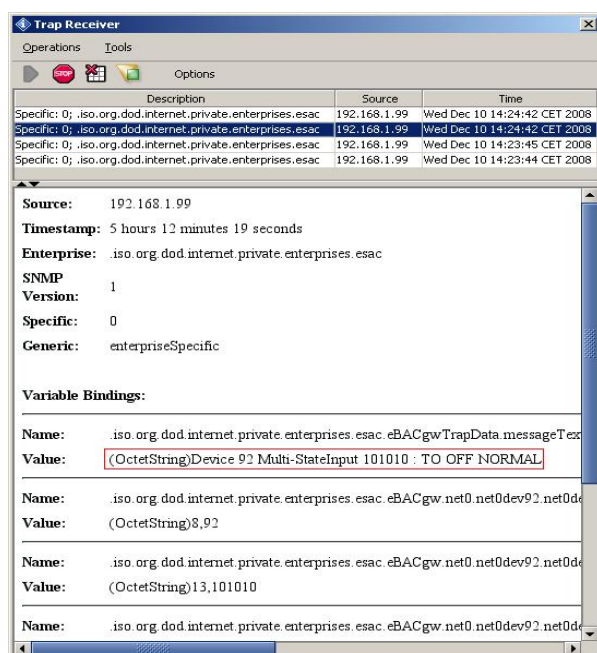 Trap Receiver
Operations Tools
STOP Options
Description Source Time
Specific: 0; .iso.org.dod.internet.private.enterprises.esac 192.168.1.99 Wed Dec 10 14:24:42 CET 2008
Specific: 0; .iso.org.dod.internet.private.enterprises.esac 192.168.1.99 Wed Dec 10 14:24:42 CET 2008
Specific: 0; .iso.org.dod.internet.private.enterprises.esac 192.168.1.99 Wed Dec 10 14:23:45 CET 2008
Specific: 0; .iso.org.dod.internet.private.enterprises.esac 192.168.1.99 Wed Dec 10 14:23:44 CET 2008
Source: 192.168.1.99
Timestamp: 5 hours 12 minutes 19 seconds
Enterprise: .iso.org.dod.internet.private.enterprises.esac
SNMP
Version: 1
Specific: 0
Generic: enterpriseSpecific
Variable Bindings:
Name: .iso.org.dod.internet.private.enterprises.esac.eBACgwTrapData.messageTex
Value: (OctetString)Device 92 Multi-StateInput 101010 : TO OFF NORMAL
Name: .iso.org.dod.internet.private.enterprises.esac.eBACgw.net0.net0dev92.net0de
Value: (OctetString)8,92
Name: .iso.org.dod.internet.private.enterprises.esac.eBACgw.net0.net0dev92.net0de
Value: (OctetString)13,101010
Name: .iso.org.dod.internet.private.enterprises.esac.eBACgw.net0.net0dev92.net0de